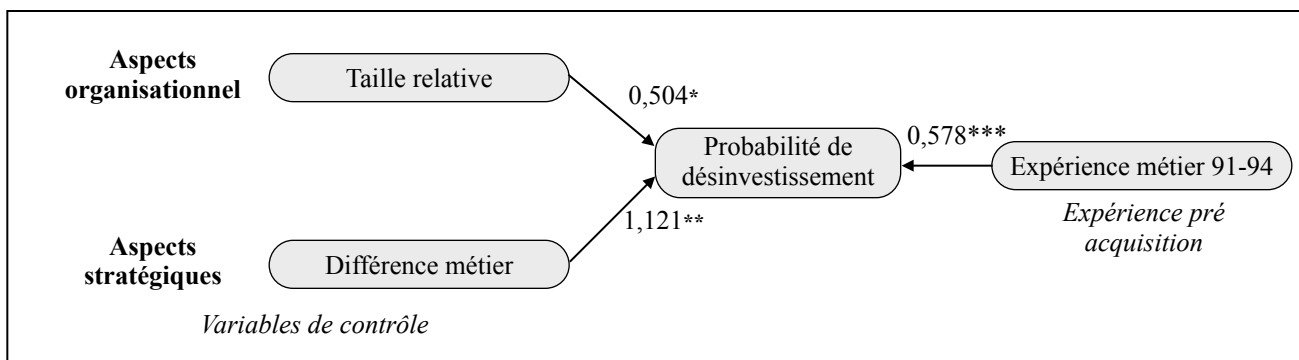 Aspects
organisationnel
Taille relative
0,504*
Probabilité de
désinvestissement
0,578***
Expérience métier 91-94
Expérience pré
acquisition
1,121**
Aspects
stratégiques
Différence métier
Variables de contrôle